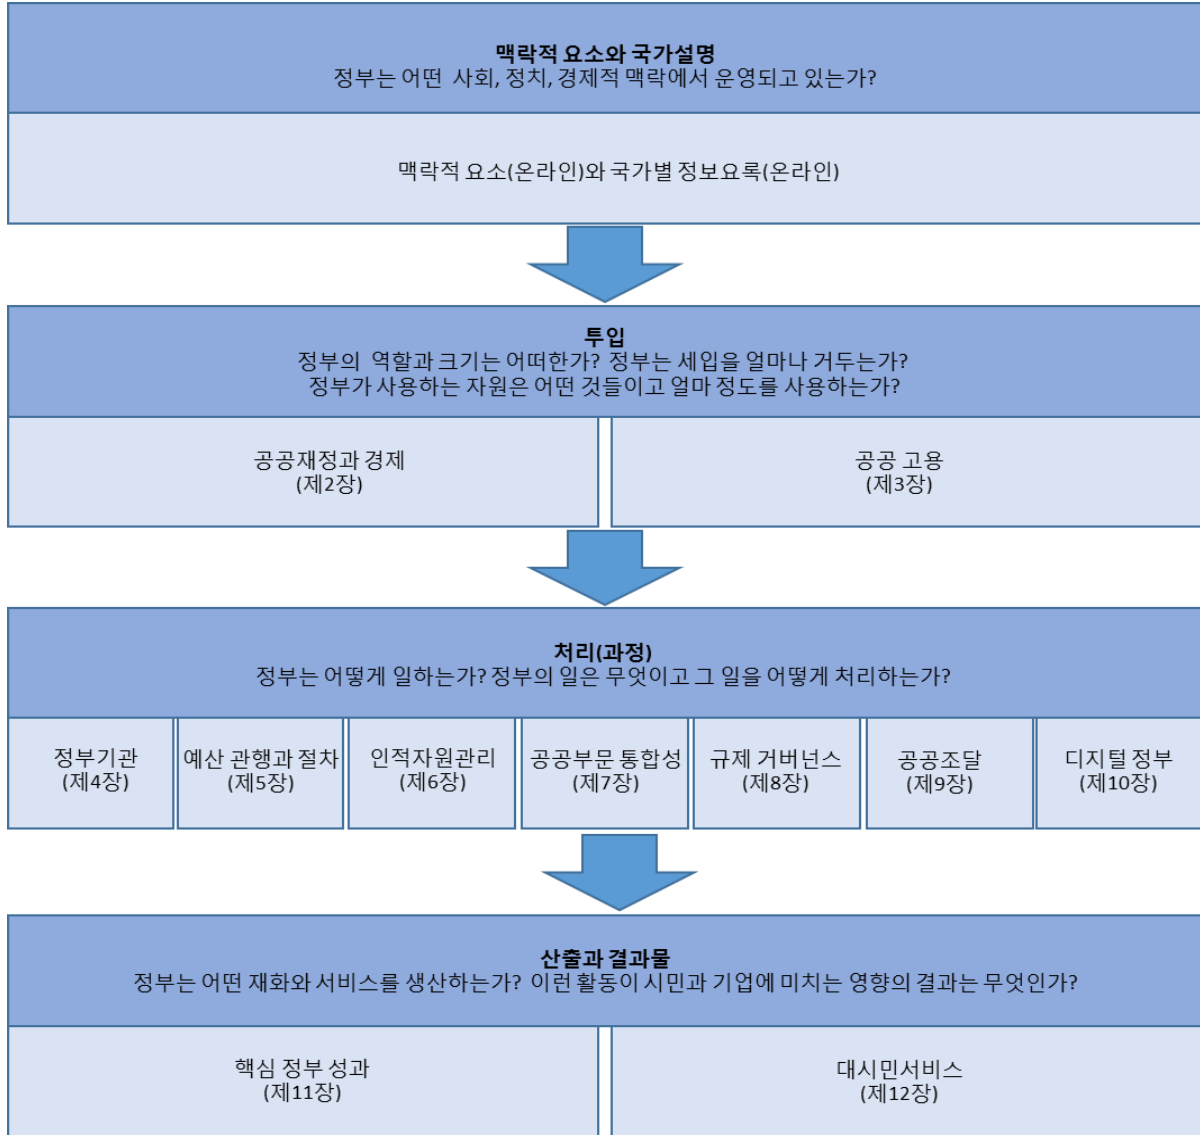 맥락적 요소와 국가설명
정부는 어떤 사회, 정치, 경제적 맥락에서 운영되고 있는가?
맥락적 요소(온라인)와 국가별 정보요록(온라인)
투입
정부의 역할과 크기는 어떠한가? 정부는 세입을 얼마나 거두는가?
정부가 사용하는 자원은 어떤 것들이고 얼마 정도를 사용하는가?
공공재정과 경제
(제2장)
공공 고용
(제3장)
처리(과정)
정부는 어떻게 일하는가? 정부의 일은 무엇이고 그 일을 어떻게 처리하는가?
정부기관
(제4장)
예산 관행과 절차
(제5장)
인적자원관리
(제6장)
공공부문 통합성
(제7장)
규제 거버넌스
(제8장)
공공조달
(제9장)
디지털 정부
(제10장)
산출과 결과물
정부는 어떤 재화와 서비스를 생산하는가? 이런 활동이 시민과 기업에 미치는 영향의 결과는 무엇인가?
핵심 정부 성과
(제11장)
대시민서비스
(제12장)